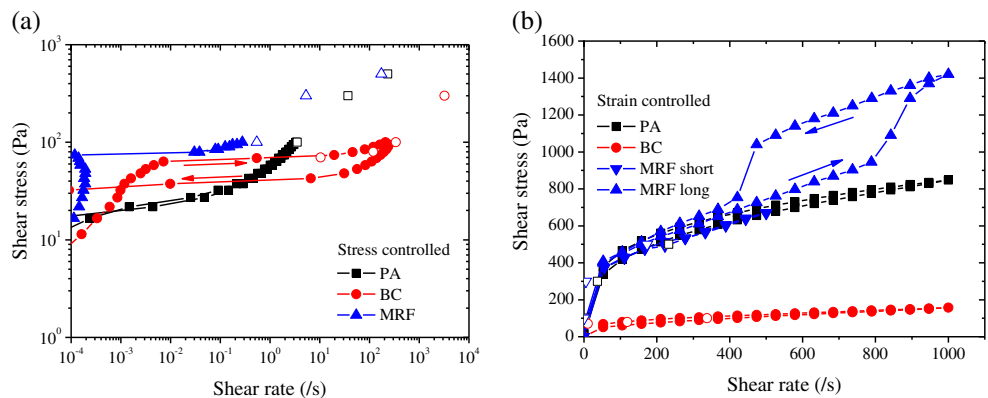 (a)
Shear stress (Pa)
10³
10²
10¹
10⁰
Stress controlled
PA
BC
MRF
10⁻⁴ 10⁻³ 10⁻² 10⁻¹ 10⁰ 10¹ 10² 10³ 10⁴
Shear rate (/s)
(b)
Shear stress (Pa)
1600
1400
1200
1000
800
600
400
200
0
Strain controlled
PA
BC
MRF short
MRF long
0 200 400 600 800 1000
Shear rate (/s)